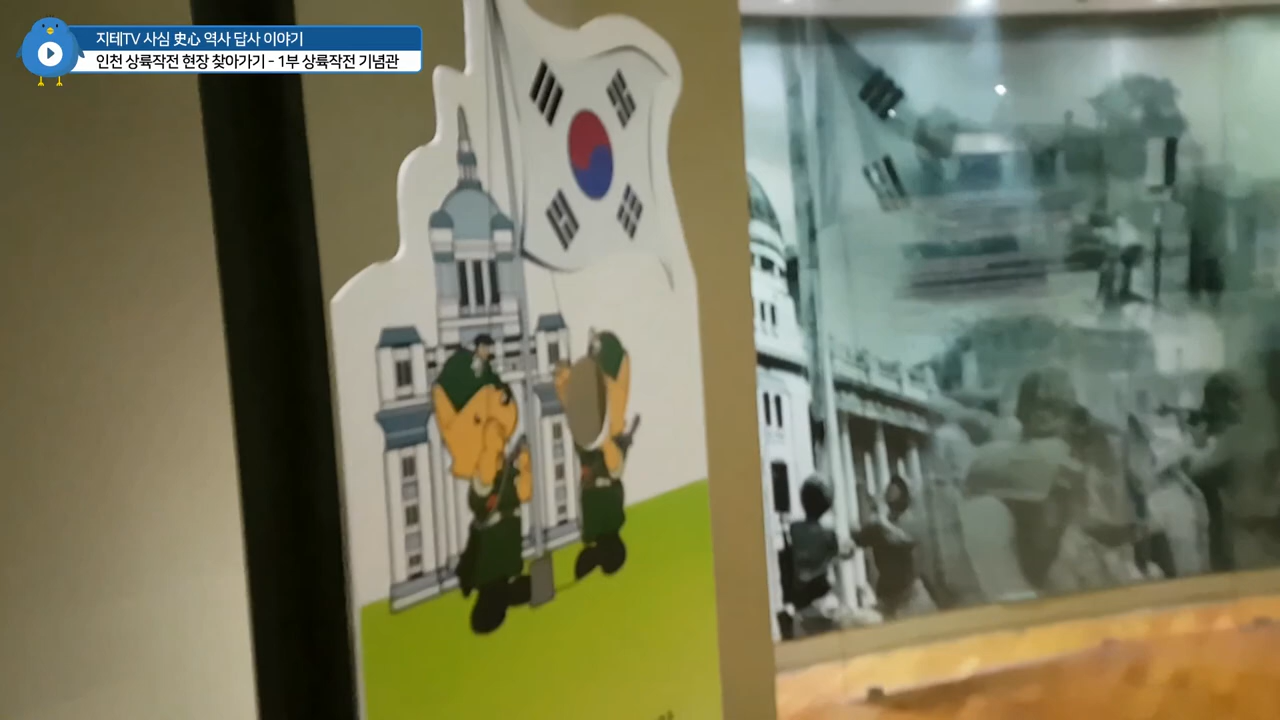 지테TV 사심 史心 역사 답사 이야기
인천 상륙작전 현장 찾아가기 - 1부 상륙작전 기념관